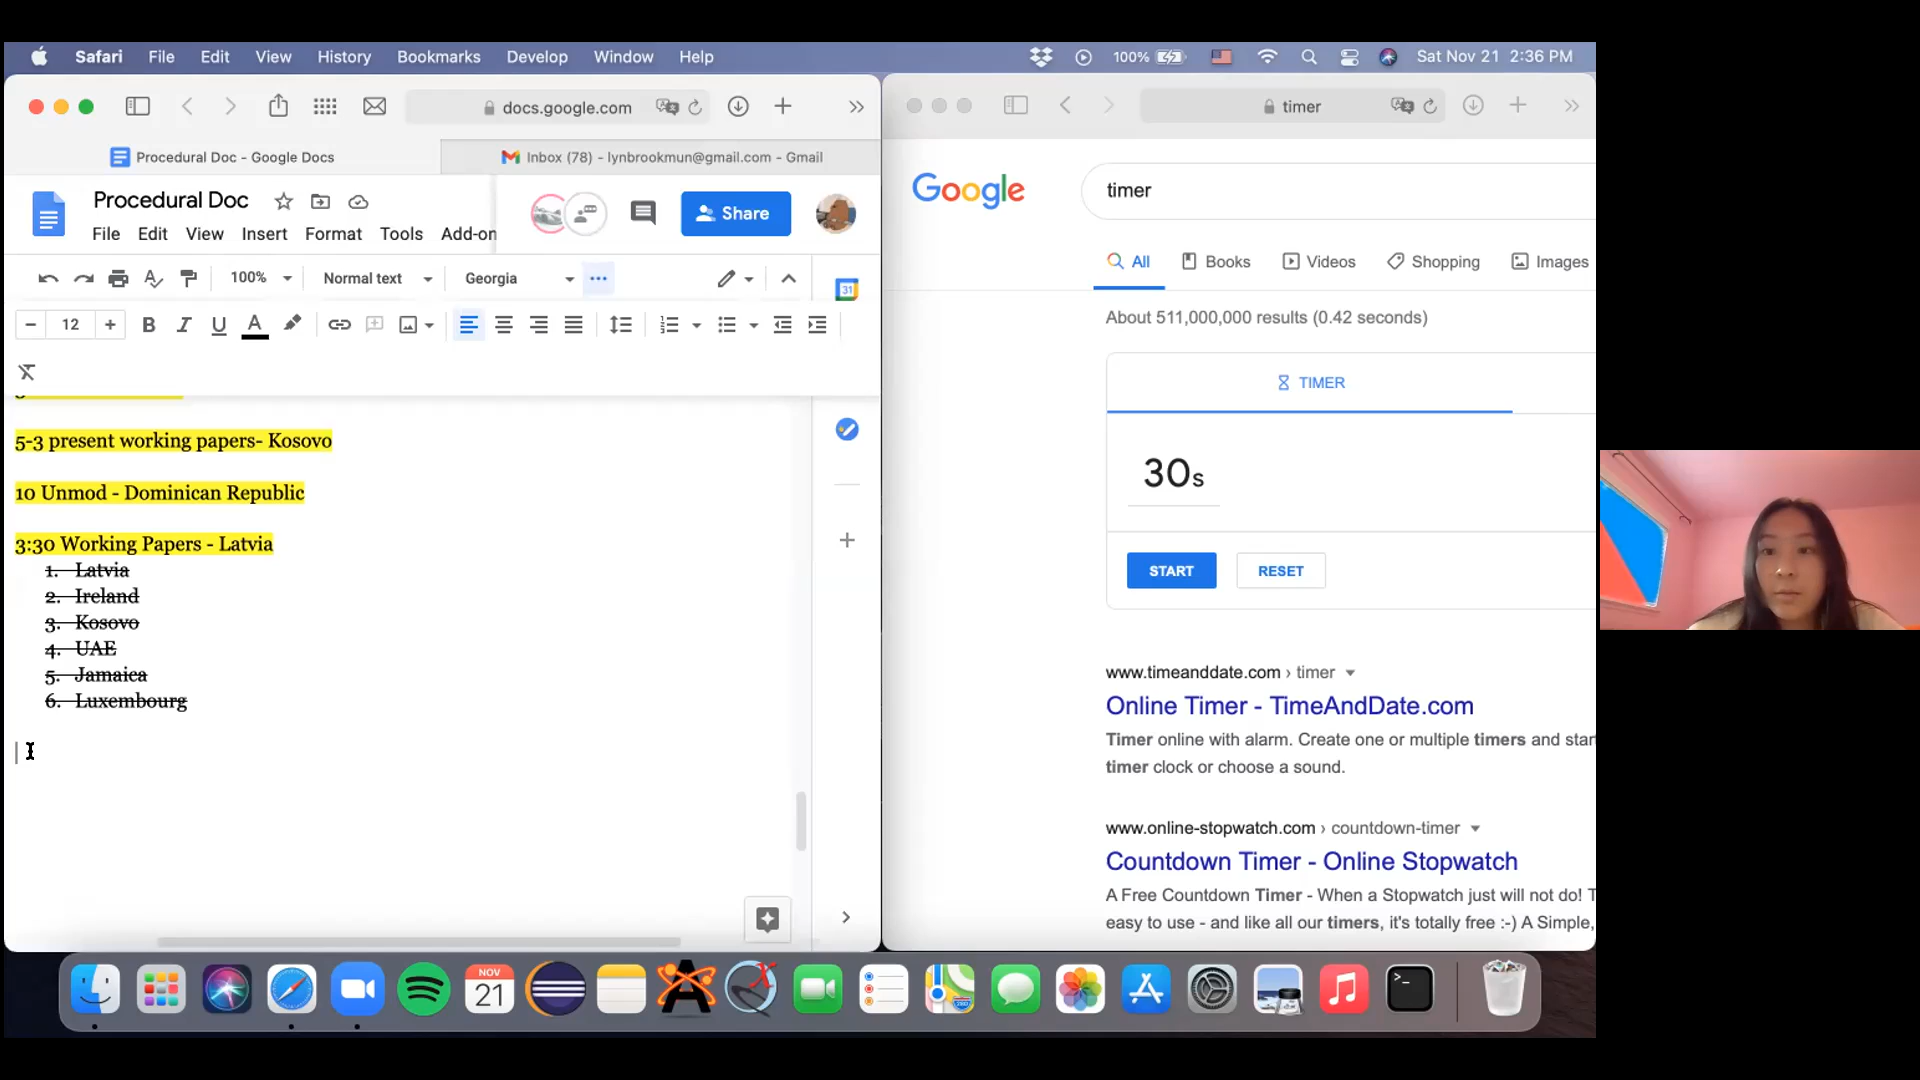 Safari File Edit View History Bookmarks Develop Window Help
100% Sat Nov 21 2:36 PM
docs.google.com
Procedural Doc - Google Docs
Inbox (78) - lynbrookmun@gmail.com - Gmail
Procedural Doc
Share
File Edit View Insert Format Tools Add-on
100% Normal text Georgia
12
31
5-3 present working papers- Kosovo
10 Unmod - Dominican Republic
3:30 Working Papers - Latvia
1. Latvia
2. Ireland
3. Kosovo
4. UAE
5. Jamaica
6. Luxembourg
timer
Google
timer
All Books Videos Shopping Images
About 511,000,000 results (0.42 seconds)
TIMER
30s
START RESET
www.timeanddate.com › timer
Online Timer - TimeAndDate.com
Timer online with alarm. Create one or multiple timers and star
timer clock or choose a sound.
www.online-stopwatch.com › countdown-timer
Countdown Timer - Online Stopwatch
A Free Countdown Timer - When a Stopwatch just will not do! T
easy to use - and like all our timers, it's totally free :-) A Simple,
NOV
21